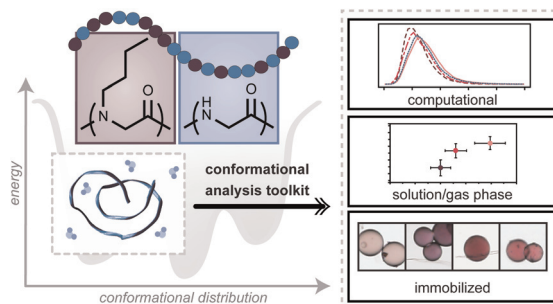 O
N
H
N
O
energy
conformational
analysis toolkit
conformational distribution
computational
solution/gas phase
immobilized